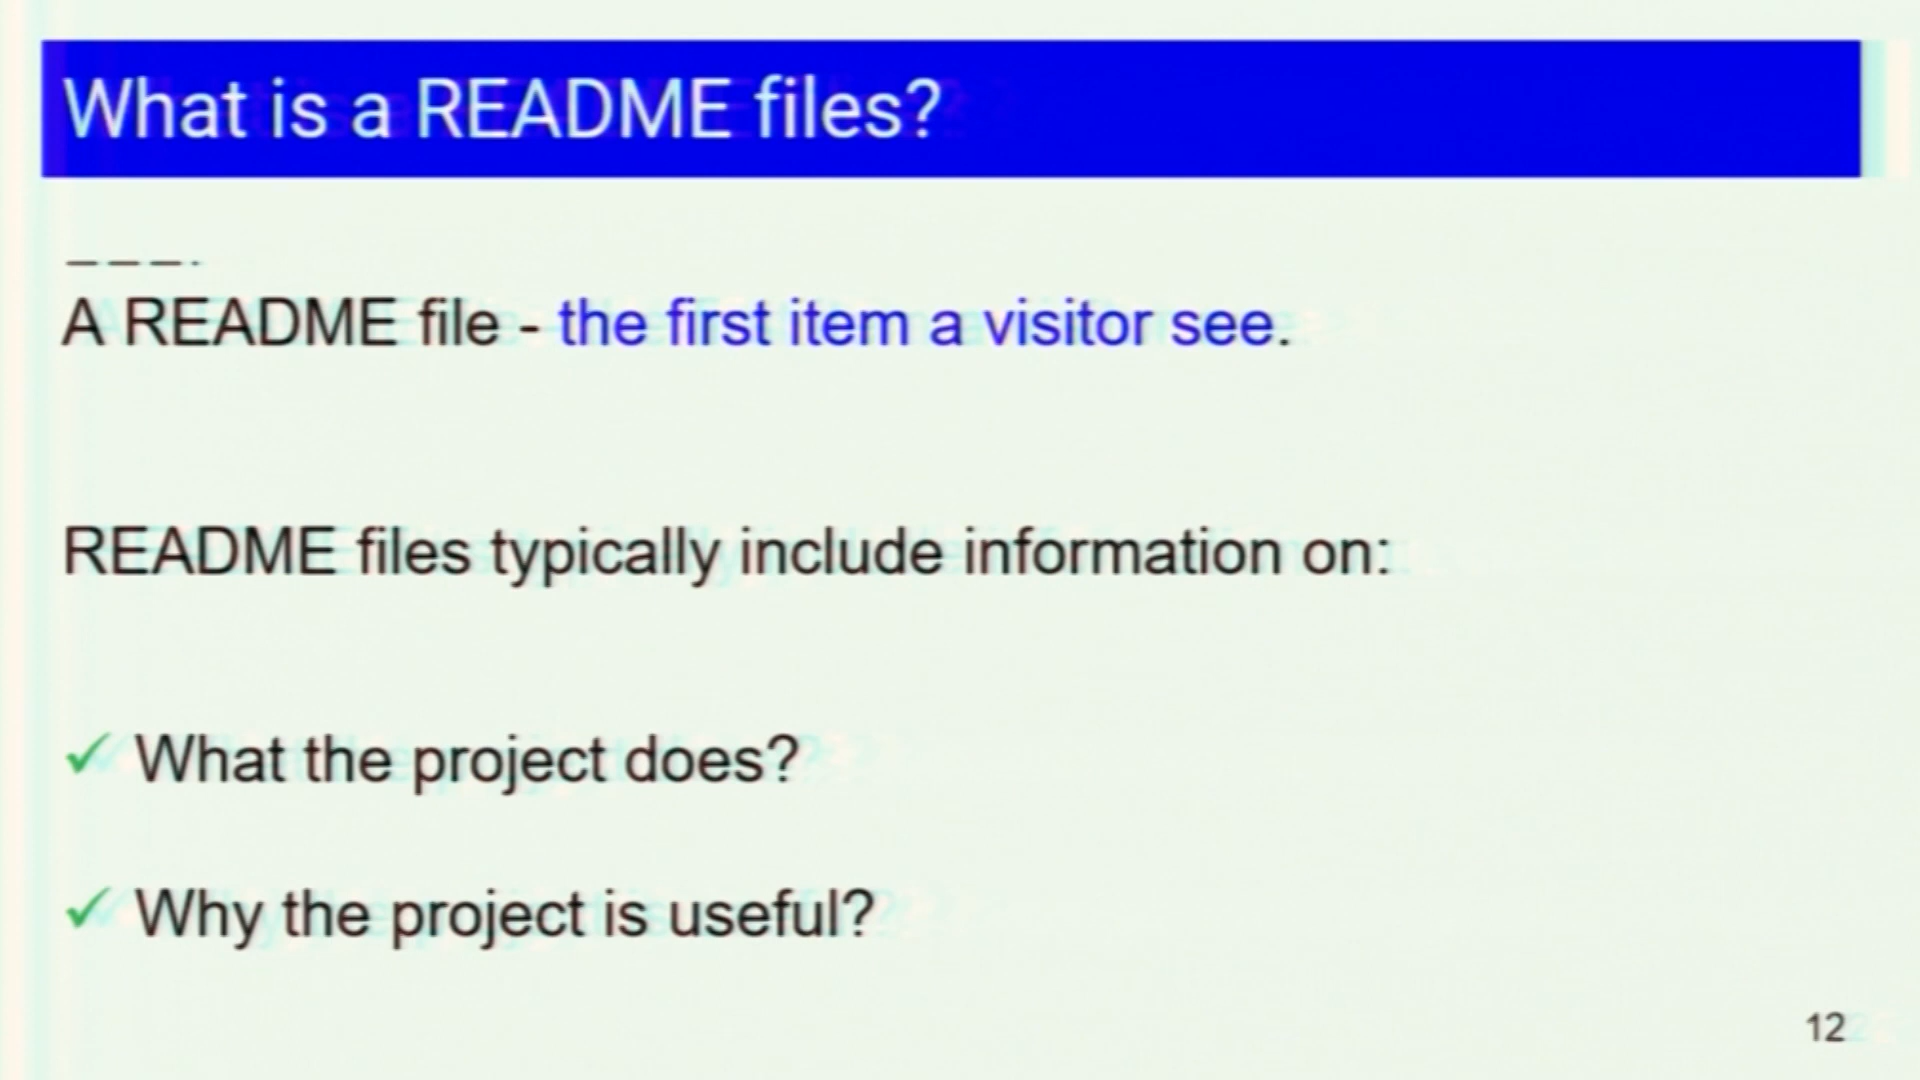 What is a README files?
A README file - the first item a visitor see.
README files typically include information on:
✓ What the project does?
✓ Why the project is useful?
12